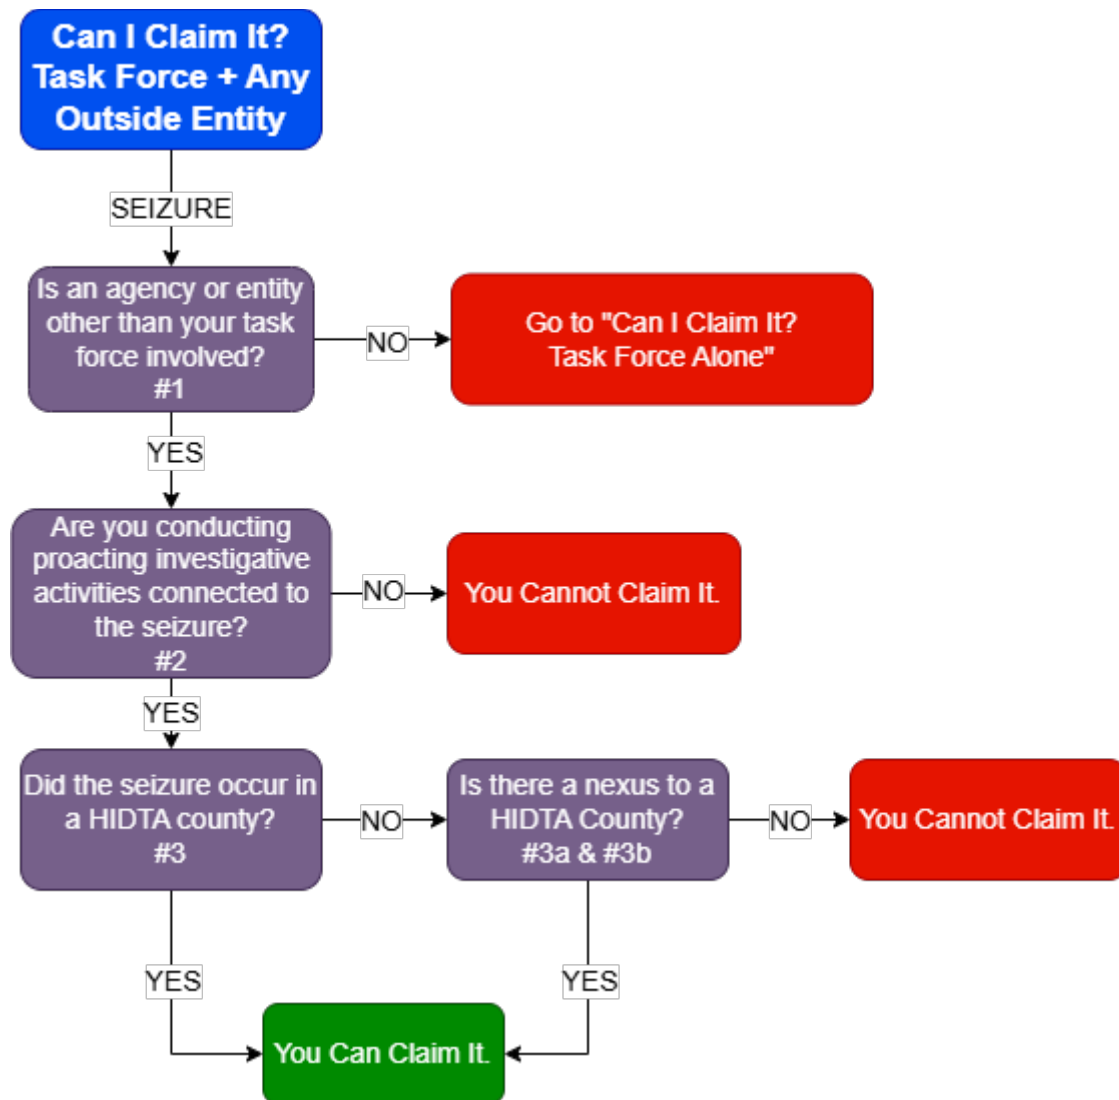 Can I Claim It?
Task Force + Any
Outside Entity
SEIZURE
Is an agency or entity
other than your task
force involved?
#1
NO
Go to "Can I Claim It?
Task Force Alone"
YES
Are you conducting
proacting investigative
activities connected to
the seizure?
#2
NO
You Cannot Claim It.
YES
Did the seizure occur in
a HIDTA county?
#3
NO
Is there a nexus to a
HIDTA County?
#3a & #3b
NO
You Cannot Claim It.
YES
YES
You Can Claim It.